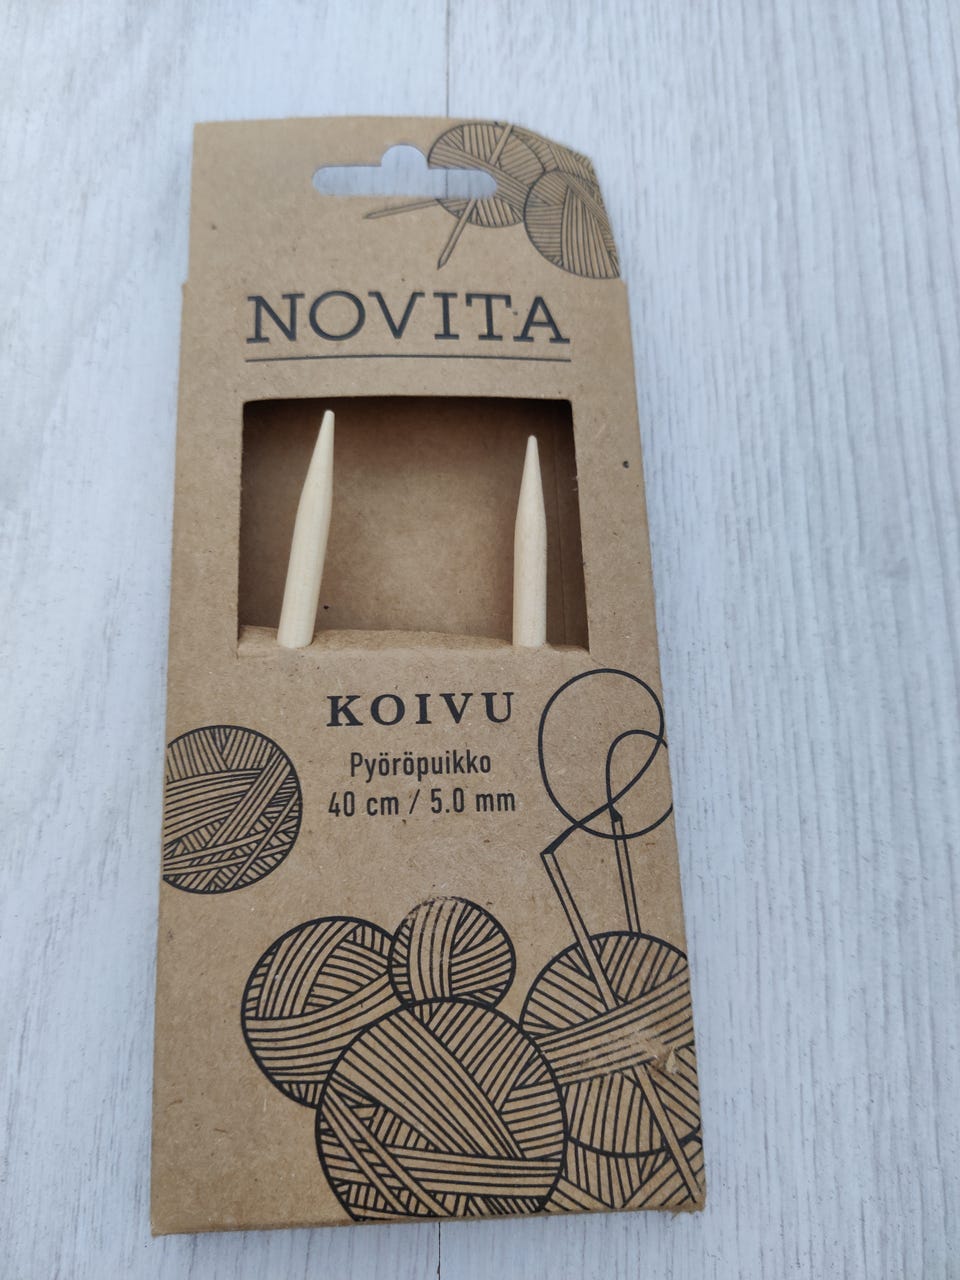 NOVITA
KOIVU
Pyöröpuikko
40 cm / 5.0 mm